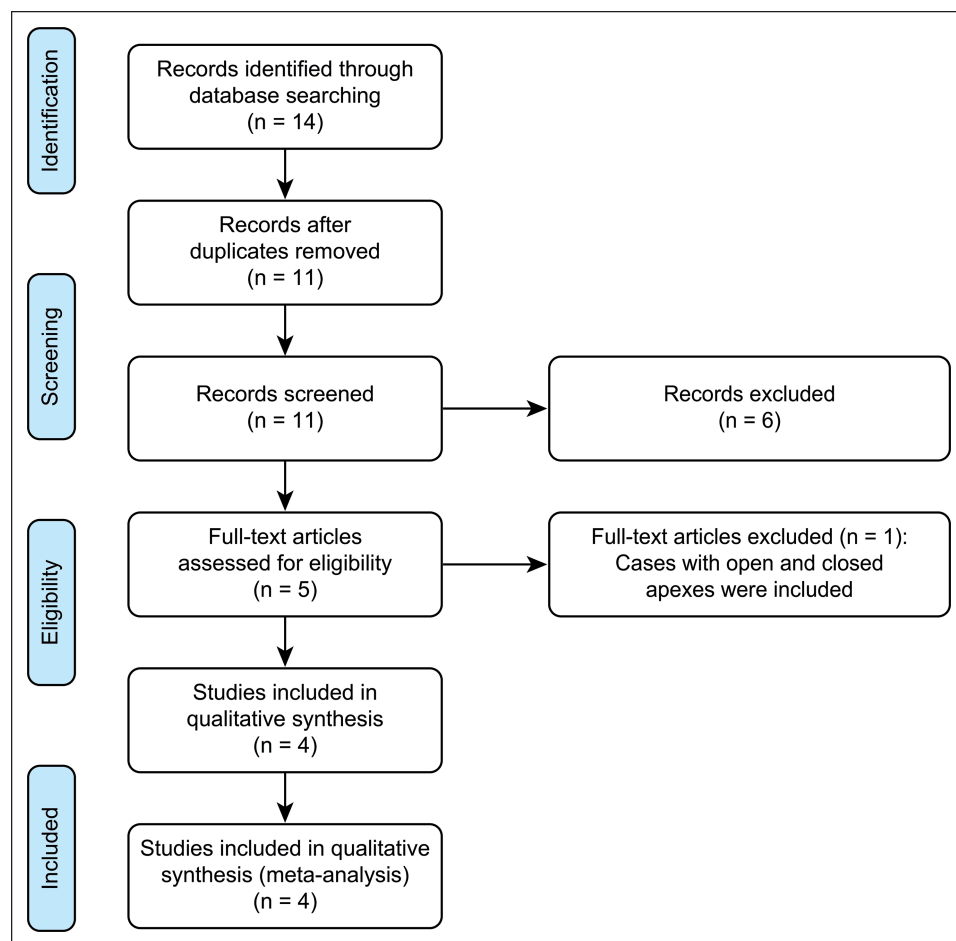 Identification
Records identified through
database searching
(n = 14)
Records after
duplicates removed
(n = 11)
Screening
Records screened
(n = 11)
Records excluded
(n = 6)
Eligibility
Full-text articles
assessed for eligibility
(n = 5)
Full-text articles excluded (n = 1):
Cases with open and closed
apexes were included
Studies included in
qualitative synthesis
(n = 4)
Included
Studies included in qualitative
synthesis (meta-analysis)
(n = 4)